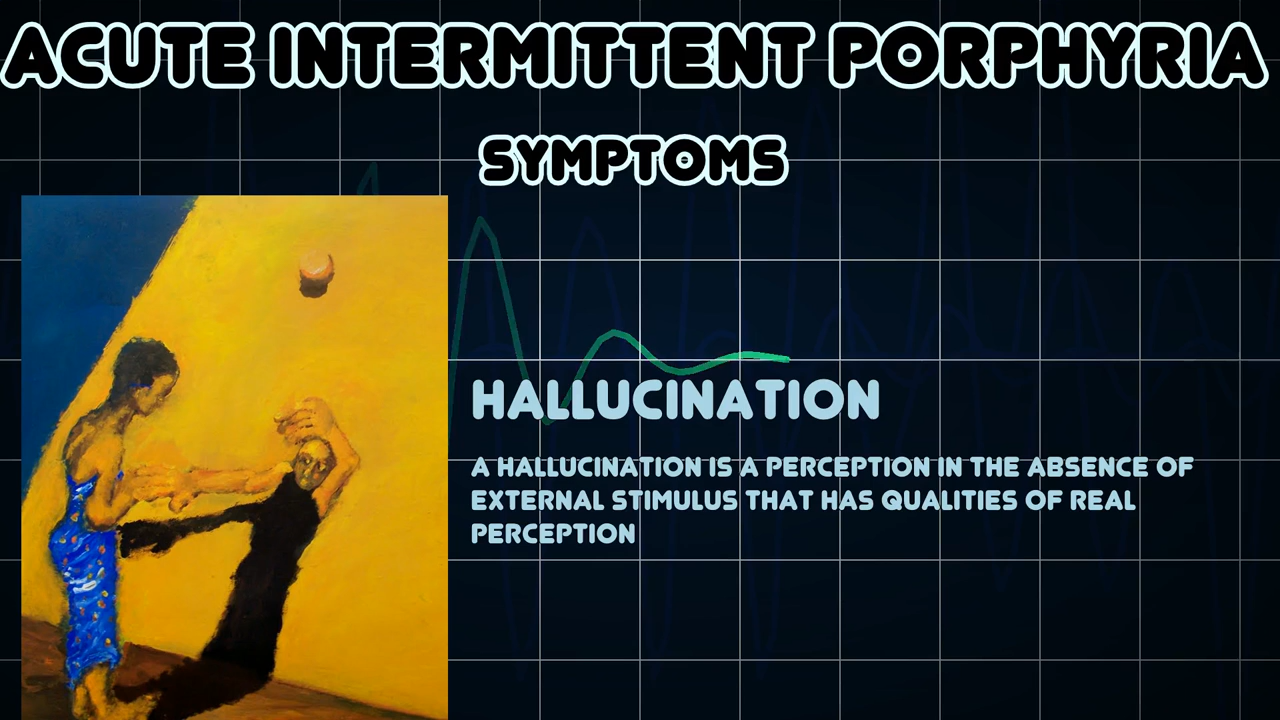 ACUTE INTERMITTENT PORPHYRIA
SYMPTOMS
HALLUCINATION
A HALLUCINATION IS A PERCEPTION IN THE ABSENCE OF
EXTERNAL STIMULUS THAT HAS QUALITIES OF REAL
PERCEPTION